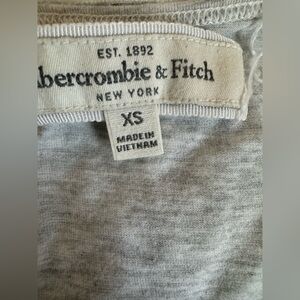 EST. 1892
Abercrombie & Fitch
NEW YORK
XS
MADE IN
VIETNAM